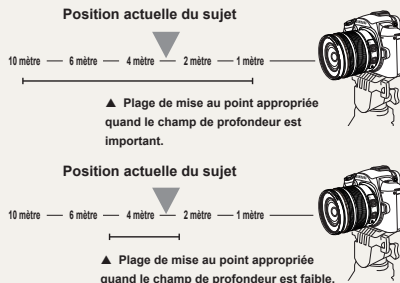 Position actuelle du sujet
10 mètre — 6 mètre — 4 mètre — 2 mètre — 1 mètre
▲ Plage de mise au point appropriée
quand le champ de profondeur est
important.
Position actuelle du sujet
10 mètre — 6 mètre — 4 mètre — 2 mètre — 1 mètre
▲ Plage de mise au point appropriée
quand le champ de profondeur est faible.